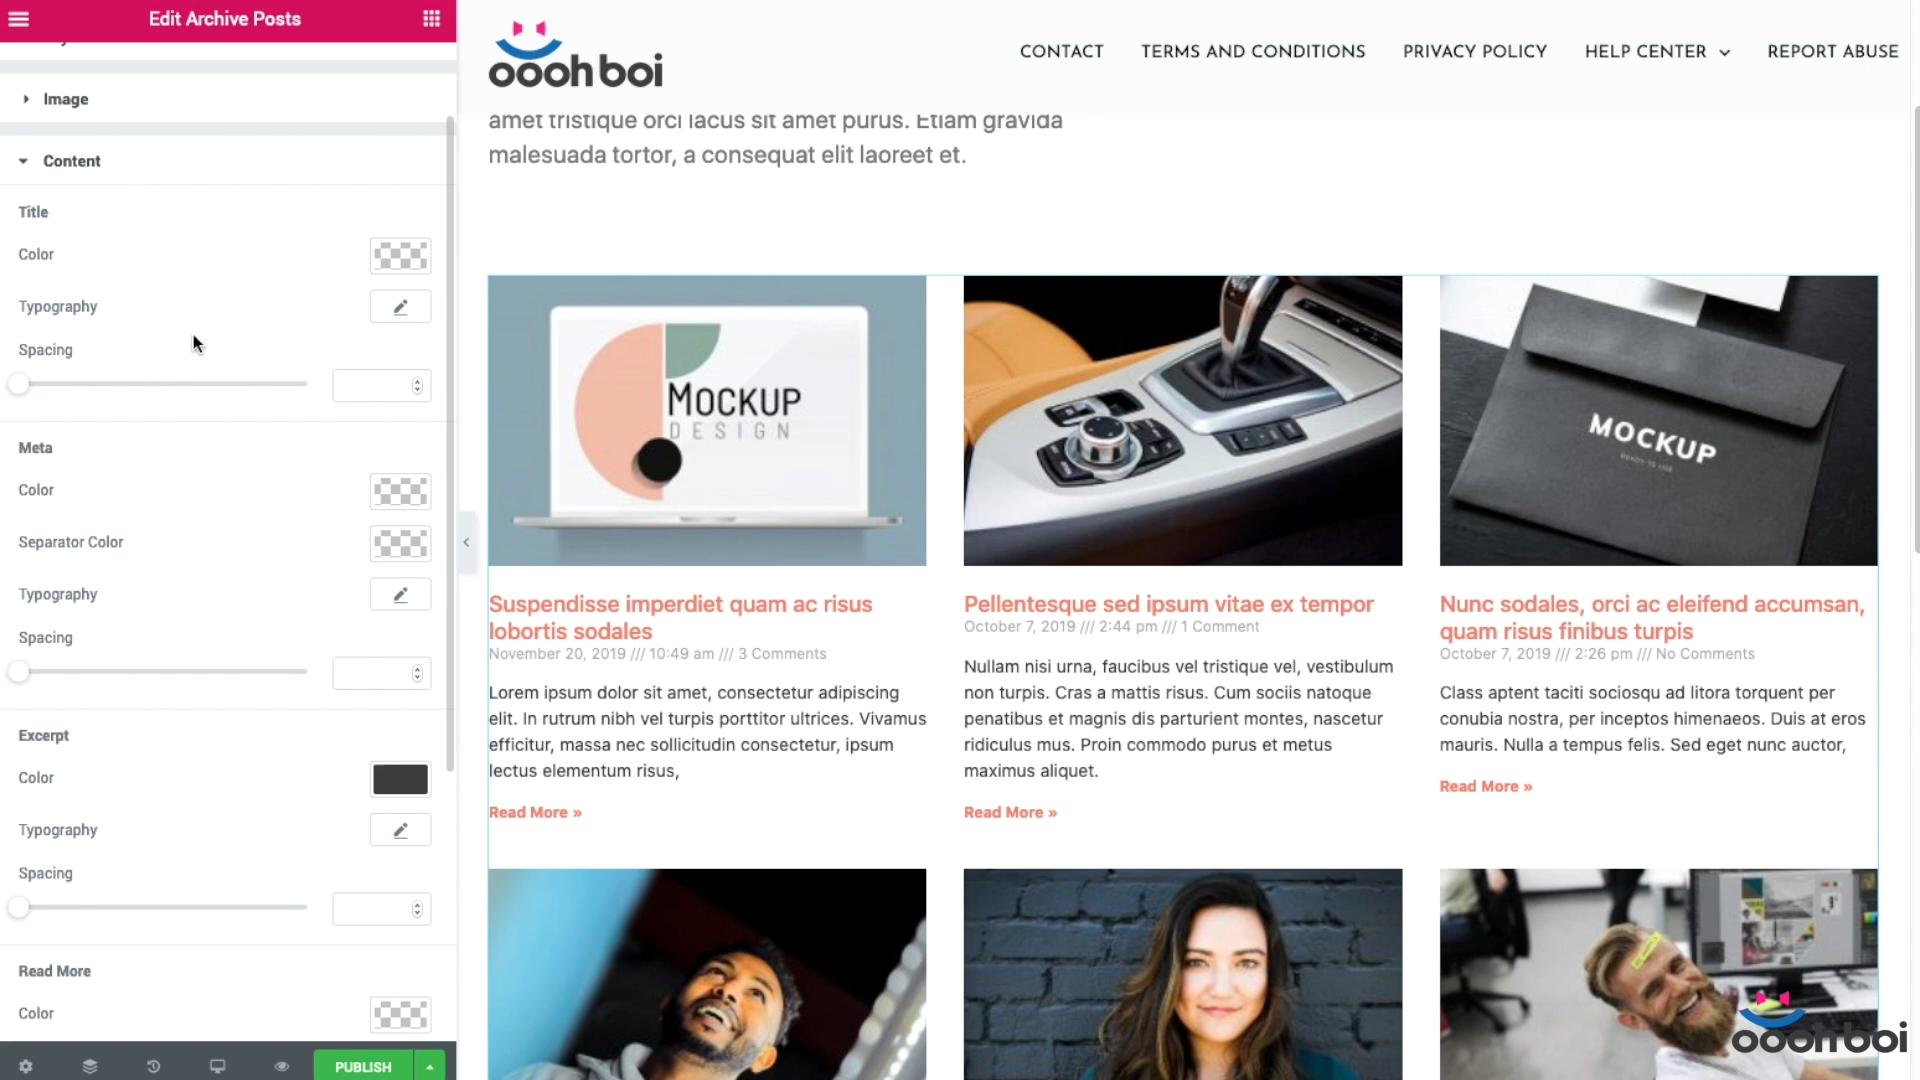 Edit Archive Posts
Image
Content
Title
Color
Typography
Spacing
Meta
Color
Separator Color
Typography
Spacing
Excerpt
Color
Typography
Spacing
Read More
Color
PUBLISH
oooh boi
CONTACT
TERMS AND CONDITIONS
PRIVACY POLICY
HELP CENTER
REPORT ABUSE
amet tristique orci lacus sit amet purus. Etiam gravida
malesuada tortor, a consequat elit laoreet et.
MOCKUP
DESIGN
MOCKUP
READY TO USE
Suspendisse imperdiet quam ac risus
lobortis sodales
November 20, 2019 /// 10:49 am /// 3 Comments
Lorem ipsum dolor sit amet, consectetur adipiscing
elit. In rutrum nibh vel turpis porttitor ultrices. Vivamus
efficitur, massa nec sollicitudin consectetur, ipsum
lectus elementum risus,
Read More »
Pellentesque sed ipsum vitae ex tempor
October 7, 2019 /// 2:44 pm /// 1 Comment
Nullam nisi urna, faucibus vel tristique vel, vestibulum
non turpis. Cras a mattis risus. Cum sociis natoque
penatibus et magnis dis parturient montes, nascetur
ridiculus mus. Proin commodo purus et metus
maximus aliquet.
Read More »
Nunc sodales, orci ac eleifend accumsan,
quam risus finibus turpis
October 7, 2019 /// 2:26 pm /// No Comments
Class aptent taciti sociosqu ad litora torquent per
conubia nostra, per inceptos himenaeos. Duis at eros
mauris. Nulla a tempus felis. Sed eget nunc auctor,
Read More »
oooh boi